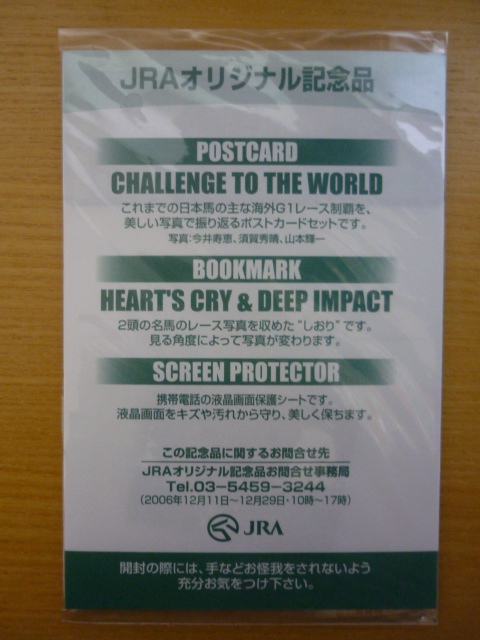 JRAオリジナル記念品
POSTCARD
CHALLENGE TO THE WORLD
これまでの日本馬の主な海外G1レース制覇を、
美しい写真で振り返るポストカードセットです。
写真:今井寿恵、須賀秀晴、山本輝一
BOOKMARK
HEART'S CRY & DEEP IMPACT
2頭の名馬のレース写真を収めた"しおり"です。
見る角度によって写真が変わります。
SCREEN PROTECTOR
携帯電話の液晶画面保護シートです。
液晶画面をキズや汚れから守り、美しく保ちます。
この記念品に関するお問合せ先
JRAオリジナル記念品お問合せ事務局
Tel.03-5459-3244
(2006年12月11日〜12月29日・10時〜17時)
JRA
開封の際には、手などお怪我をされないよう
充分お気をつけ下さい。